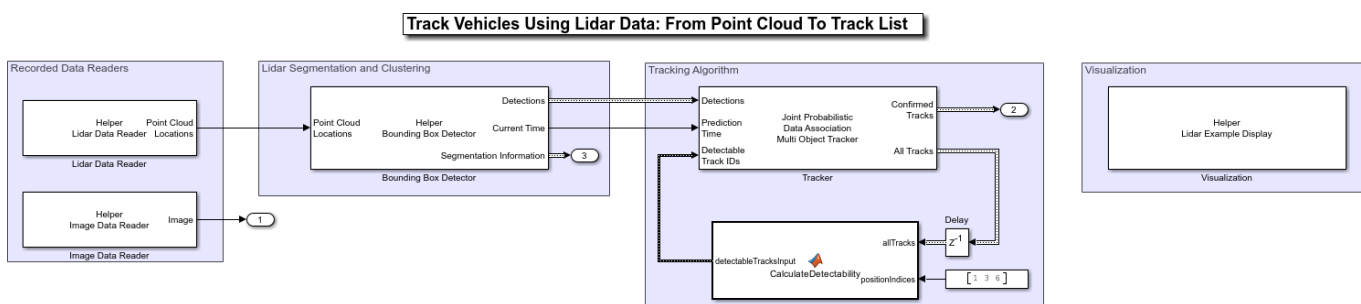 Track Vehicles Using Lidar Data: From Point Cloud To Track List
Recorded Data Readers
Helper
Lidar Data Reader
Point Cloud
Locations
Lidar Data Reader
Helper
Image Data Reader
Image
Image Data Reader
1
Lidar Segmentation and Clustering
Point Cloud
Locations
Helper
Bounding Box Detector
Detections
Current Time
Segmentation Information
Bounding Box Detector
3
Tracking Algorithm
Detections
Prediction
Time
Detectable
Track IDs
Joint Probabilistic
Data Association
Multi Object Tracker
Confirmed
Tracks
All Tracks
Tracker
2
Delay
Z-1
detectableTracksInput
CalculateDetectability
allTracks
positionIndices
[1 3 6]
Visualization
Helper
Lidar Example Display
Visualization